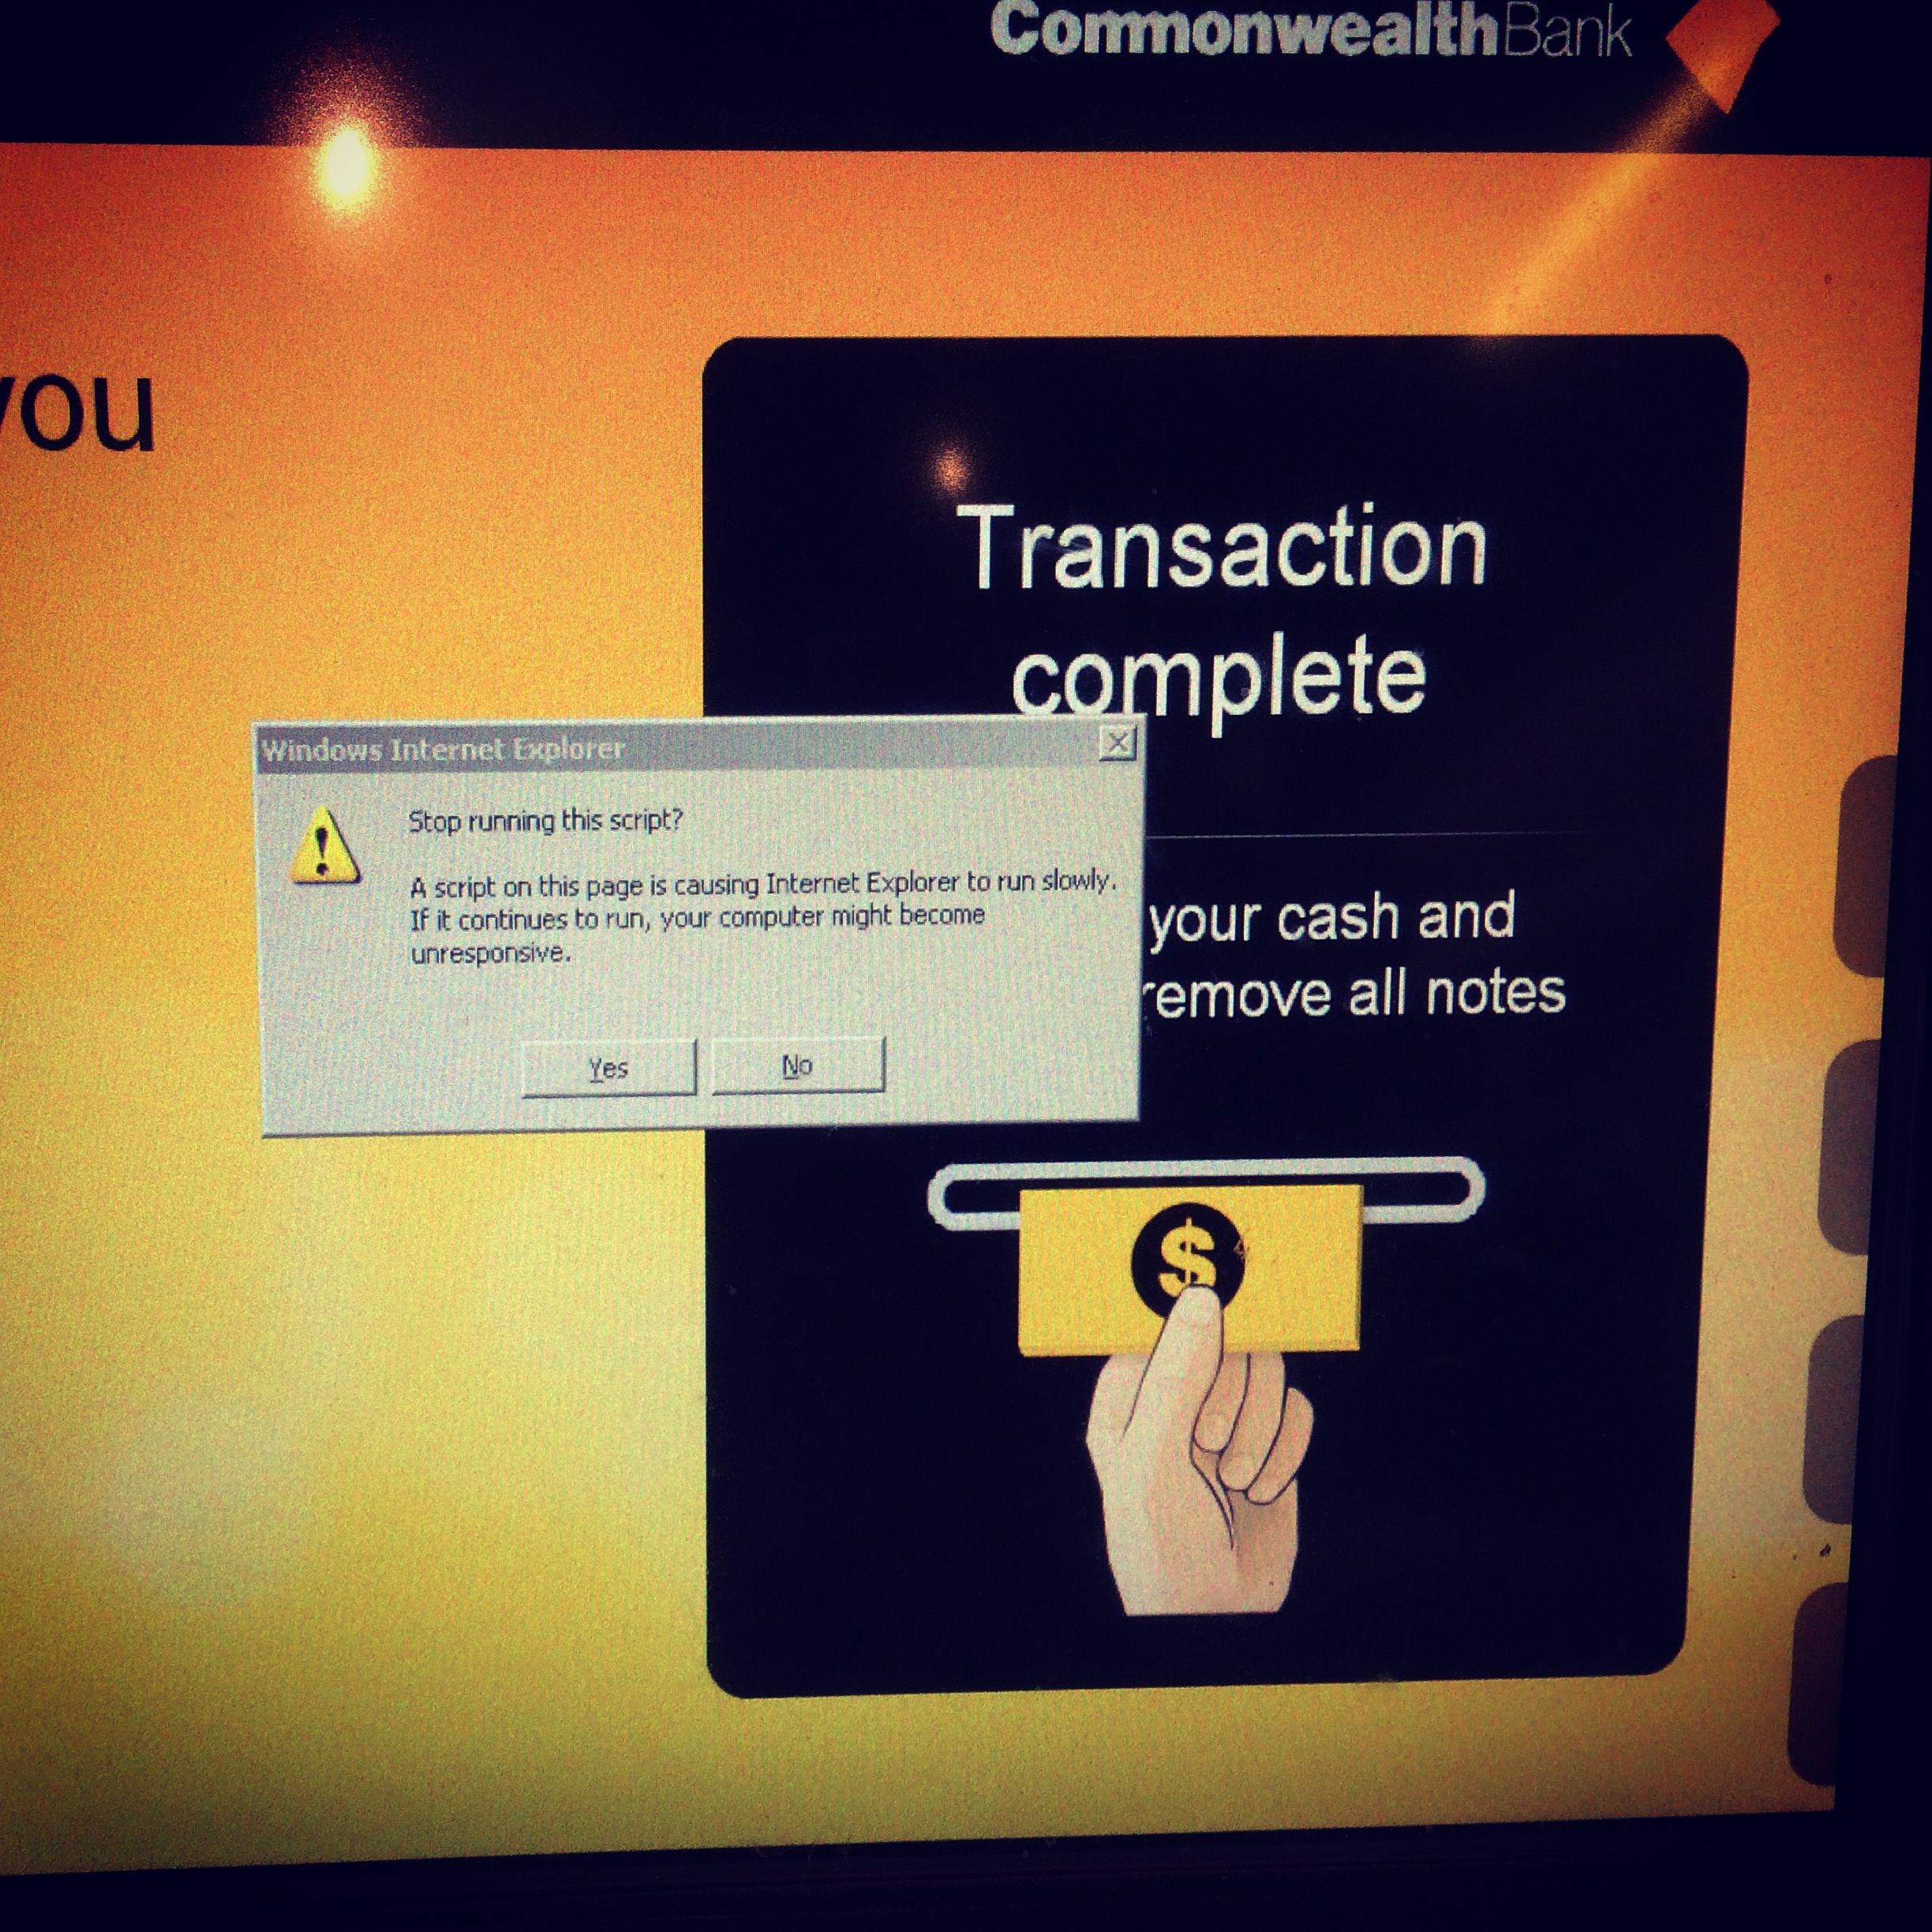 CommonwealthBank
you
Transaction
complete
Windows Internet Explorer
Stop running this script?
A script on this page is causing Internet Explorer to run slowly.
If it continues to run, your computer might become
unresponsive.
Yes No
your cash and
remove all notes
$